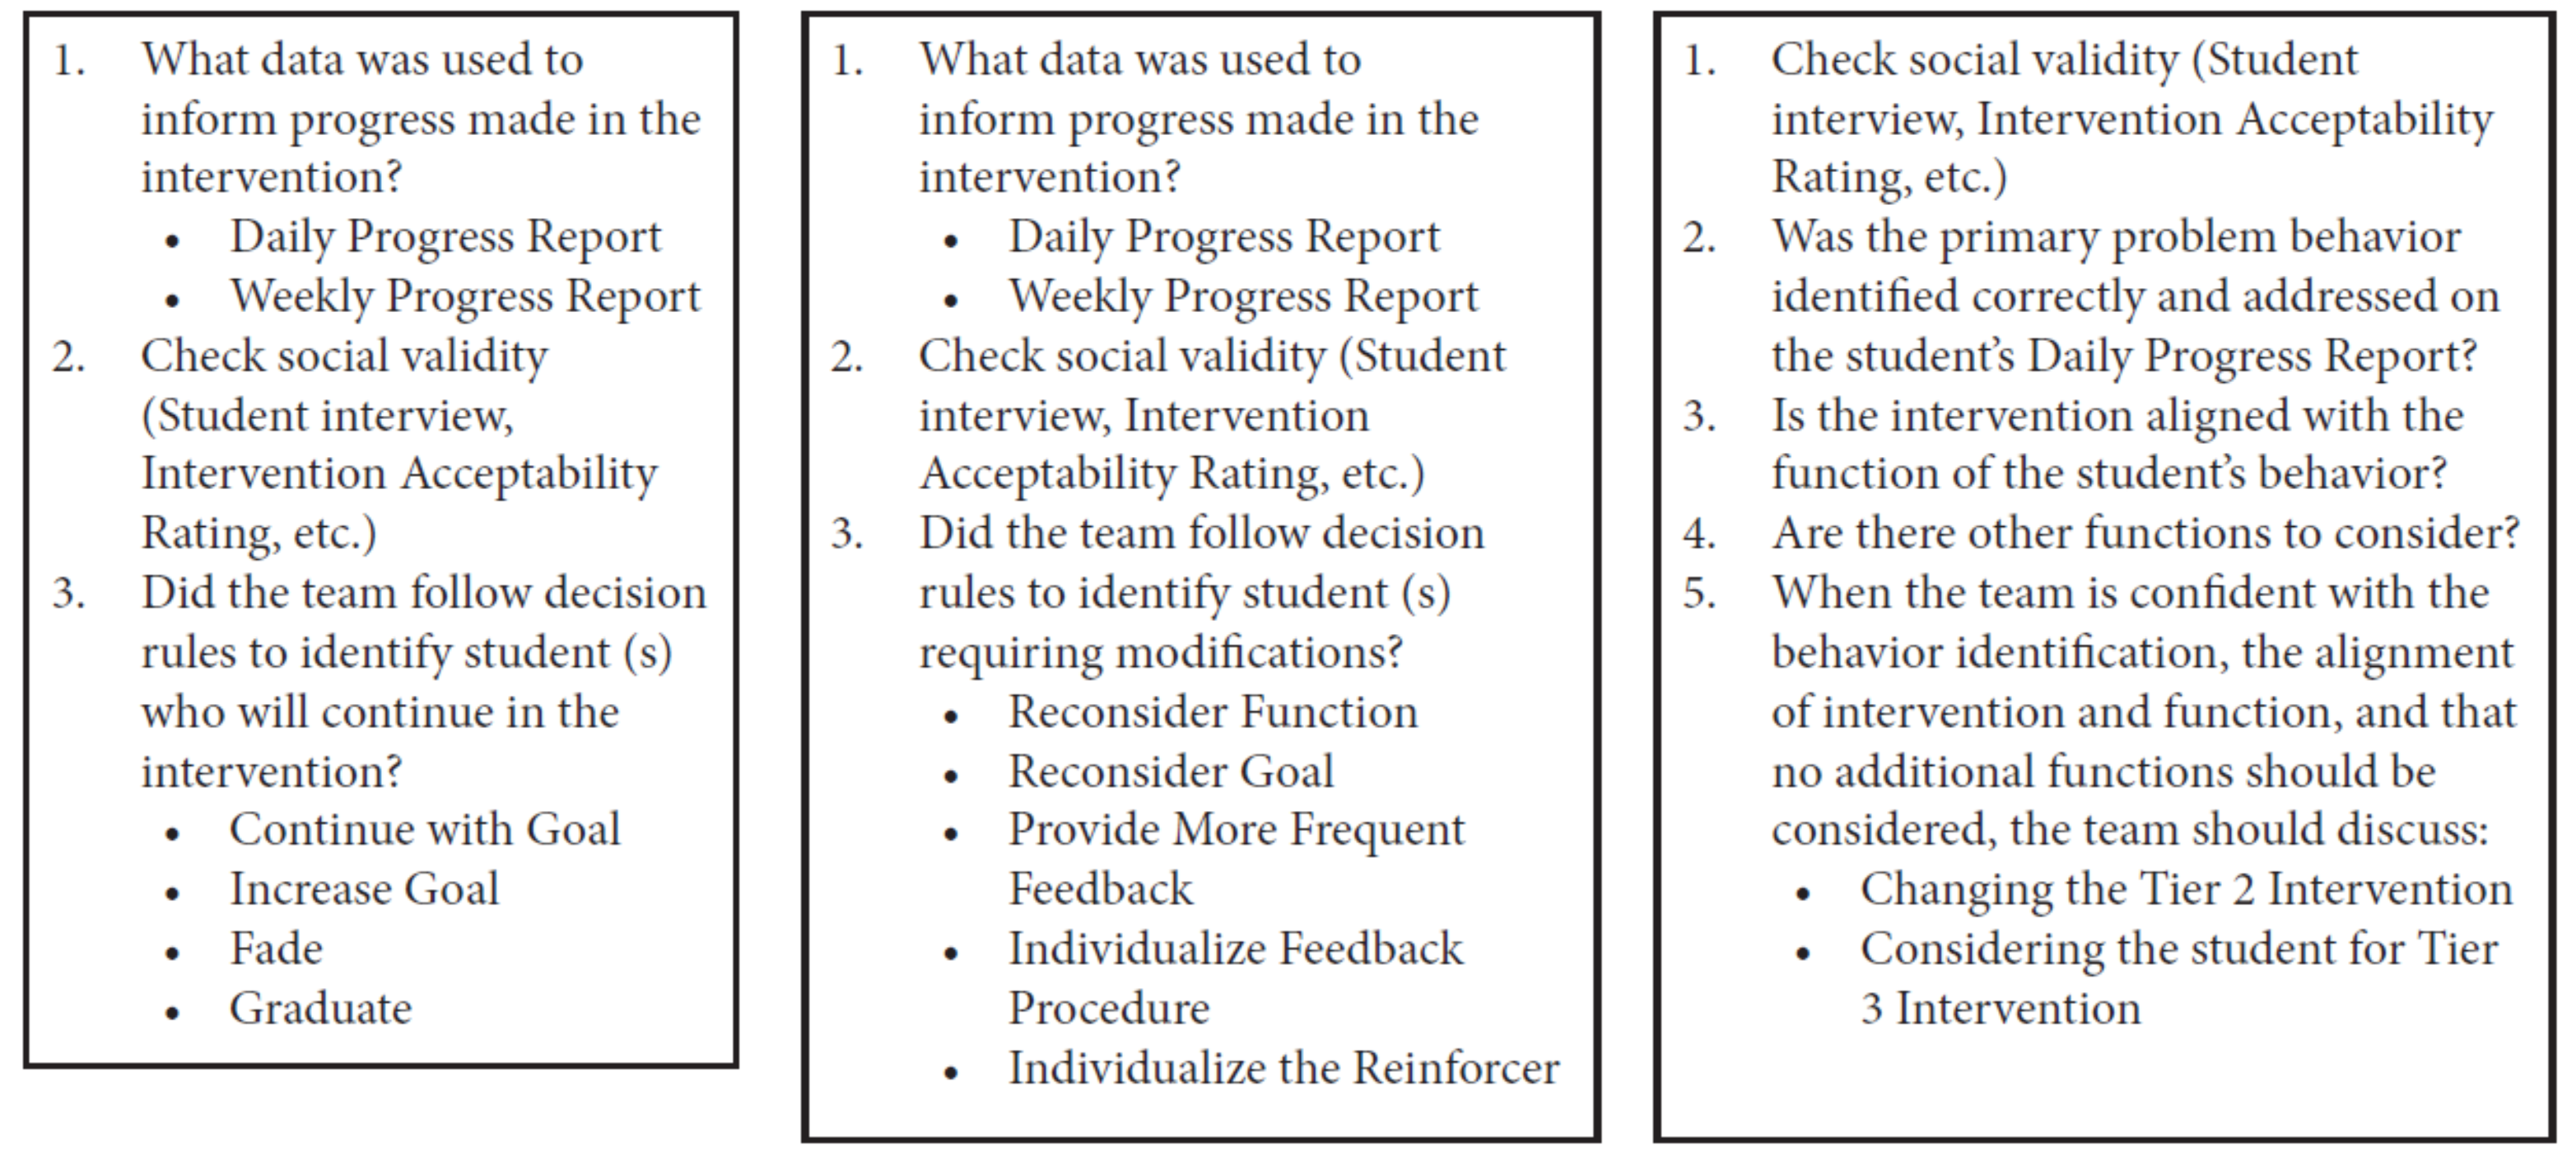 1. What data was used to
inform progress made in the
intervention?
• Daily Progress Report
• Weekly Progress Report
2. Check social validity
(Student interview,
Intervention Acceptability
Rating, etc.)
3. Did the team follow decision
rules to identify student (s)
who will continue in the
intervention?
• Continue with Goal
• Increase Goal
• Fade
• Graduate
1. What data was used to
inform progress made in the
intervention?
• Daily Progress Report
• Weekly Progress Report
2. Check social validity (Student
interview, Intervention
Acceptability Rating, etc.)
3. Did the team follow decision
rules to identify student (s)
requiring modifications?
• Reconsider Function
• Reconsider Goal
• Provide More Frequent
Feedback
• Individualize Feedback
Procedure
• Individualize the Reinforcer
1. Check social validity (Student
interview, Intervention Acceptability
Rating, etc.)
2. Was the primary problem behavior
identified correctly and addressed on
the student's Daily Progress Report?
3. Is the intervention aligned with the
function of the student's behavior?
4. Are there other functions to consider?
5. When the team is confident with the
behavior identification, the alignment
of intervention and function, and that
no additional functions should be
considered, the team should discuss:
• Changing the Tier 2 Intervention
• Considering the student for Tier
3 Intervention